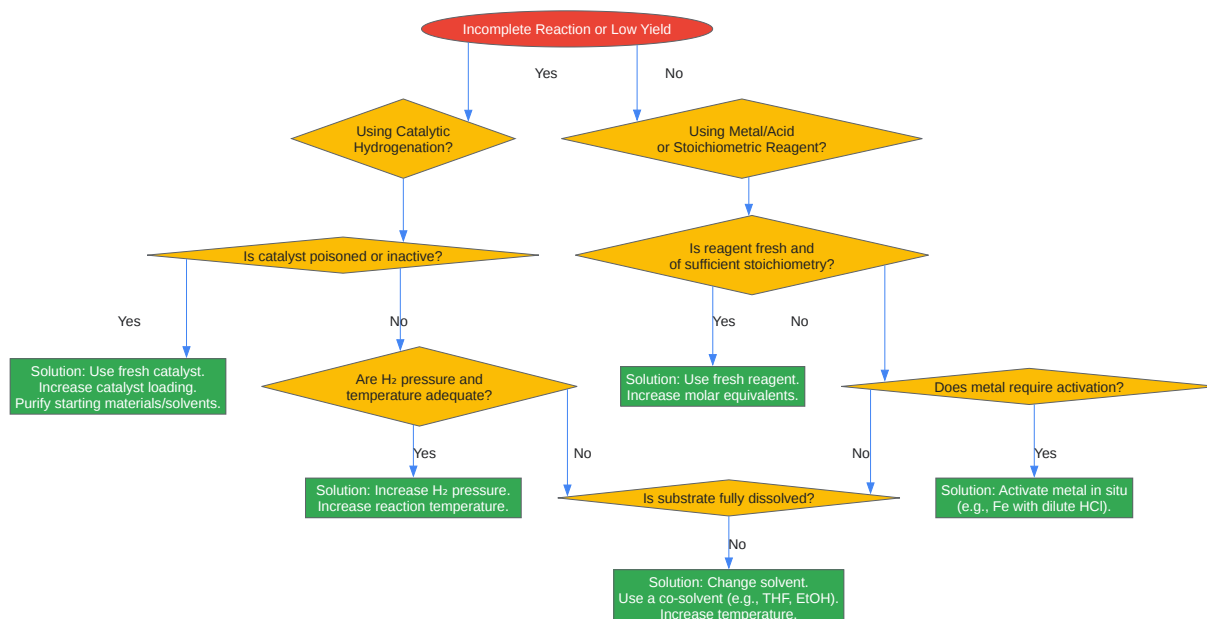 Incomplete Reaction or Low Yield
Yes
No
Using Catalytic
Hydrogenation?
Using Metal/Acid
or Stoichiometric Reagent?
Is catalyst poisoned or inactive?
Is reagent fresh and
of sufficient stoichiometry?
Yes
No
Yes
No
Solution: Use fresh catalyst.
Increase catalyst loading.
Purify starting materials/solvents.
Are H₂ pressure and
temperature adequate?
Solution: Use fresh reagent.
Increase molar equivalents.
Does metal require activation?
Yes
No
No
Yes
Solution: Increase H₂ pressure.
Increase reaction temperature.
Is substrate fully dissolved?
Solution: Activate metal in situ
(e.g., Fe with dilute HCl).
No
Solution: Change solvent.
Use a co-solvent (e.g., THF, EtOH).
Increase temperature.